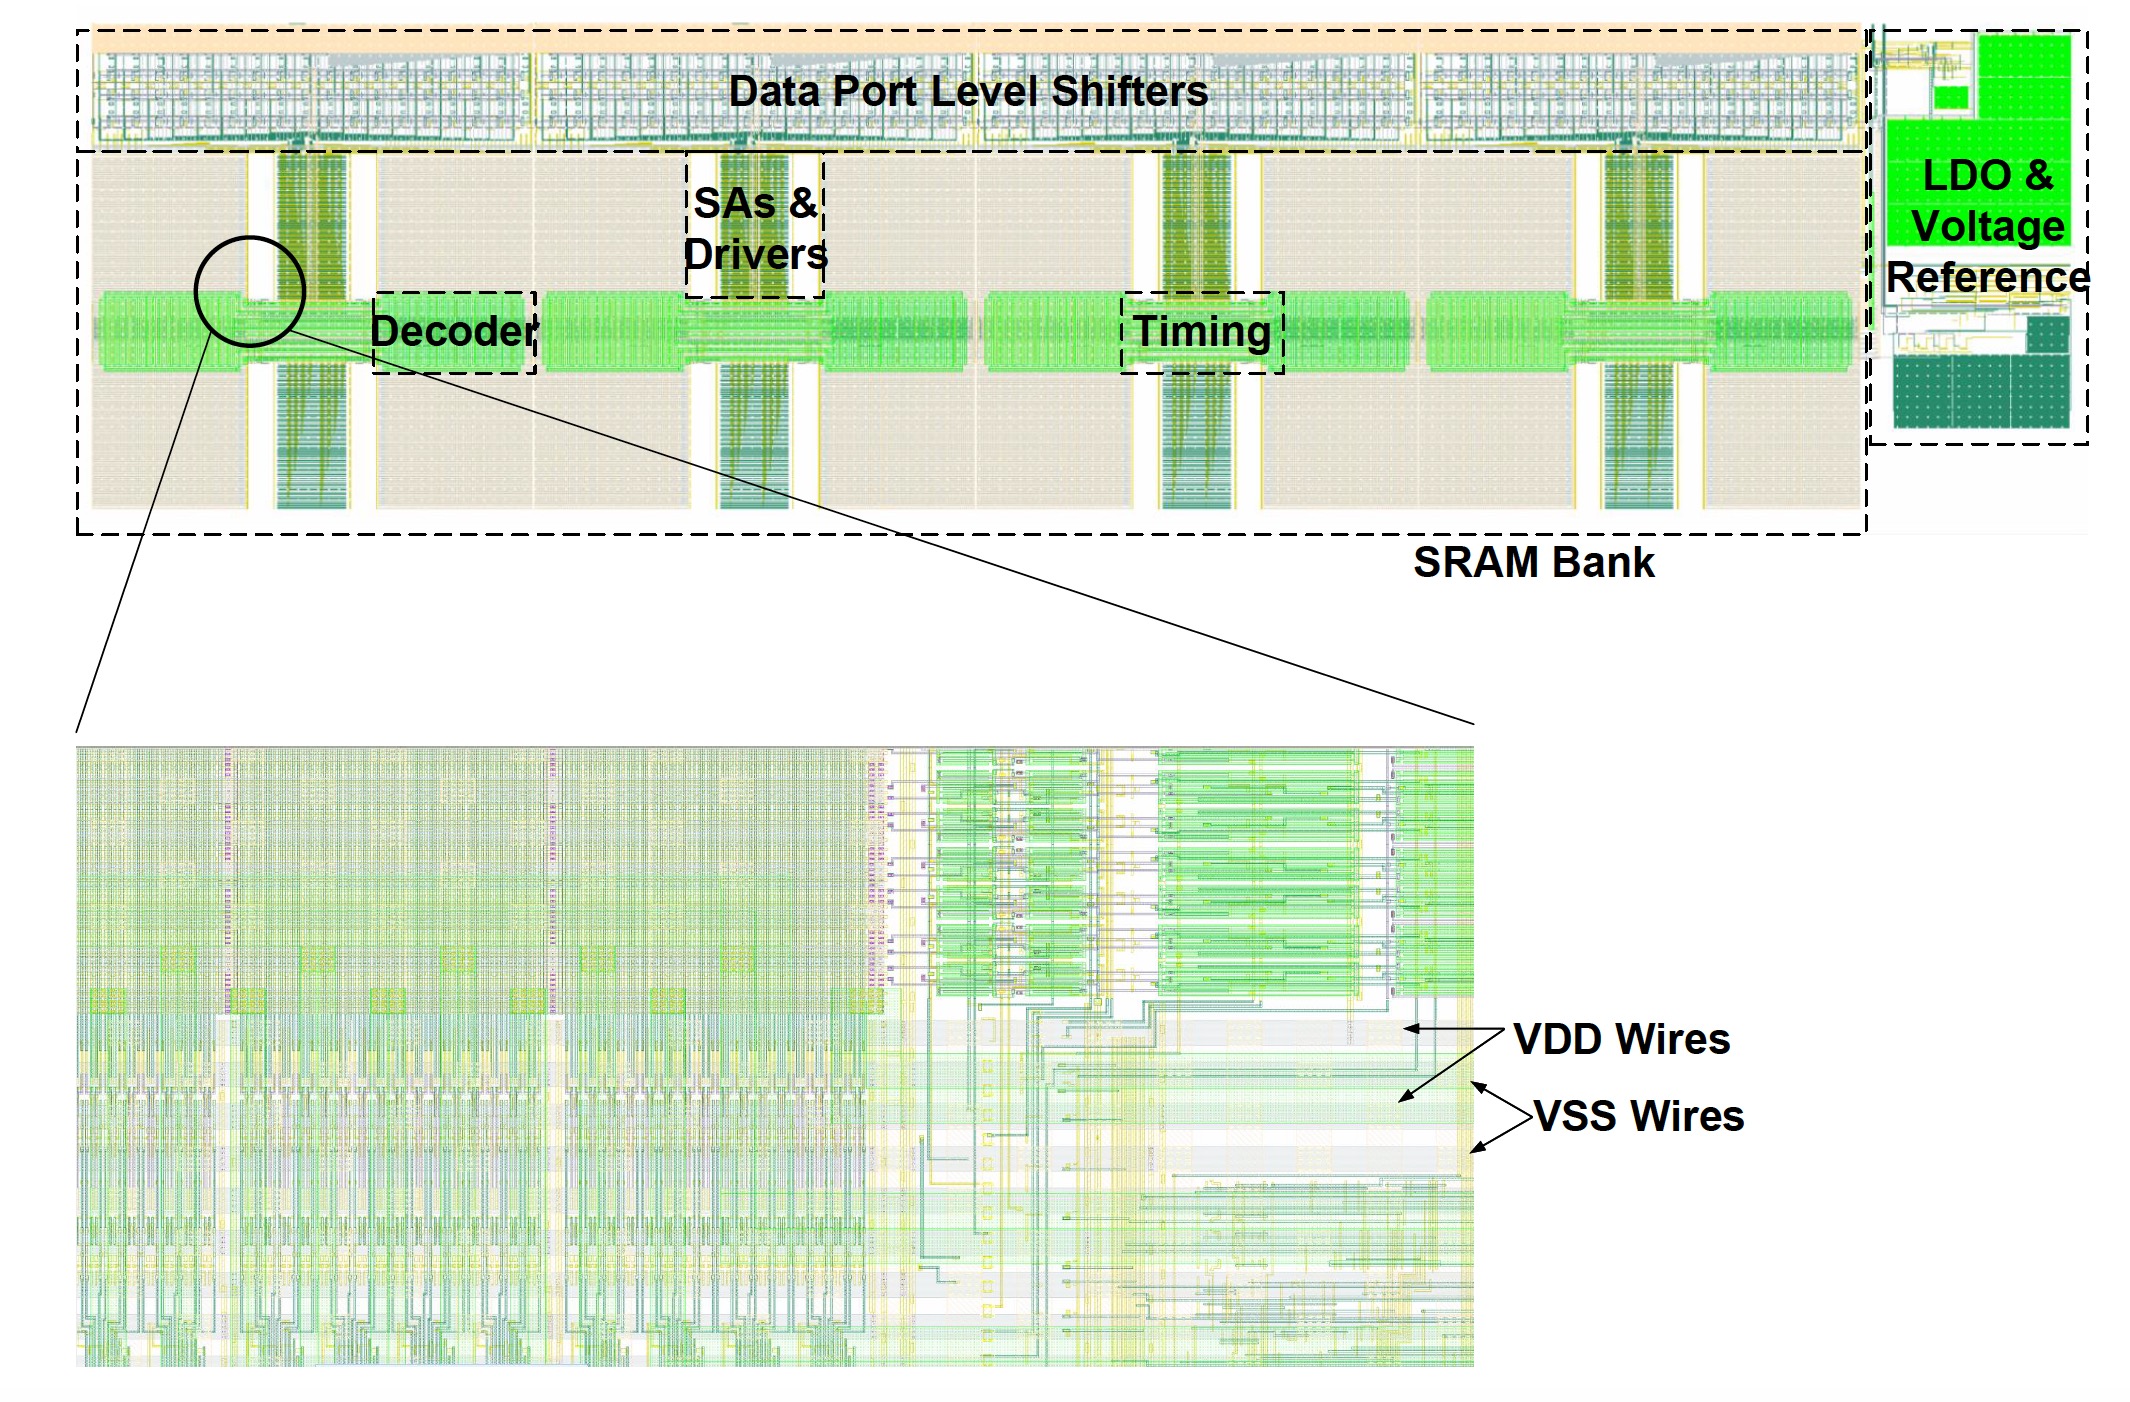 Data Port Level Shifters
SAs &
Drivers
LDO &
Voltage
Reference
Decoder
Timing
SRAM Bank
VDD Wires
VSS Wires